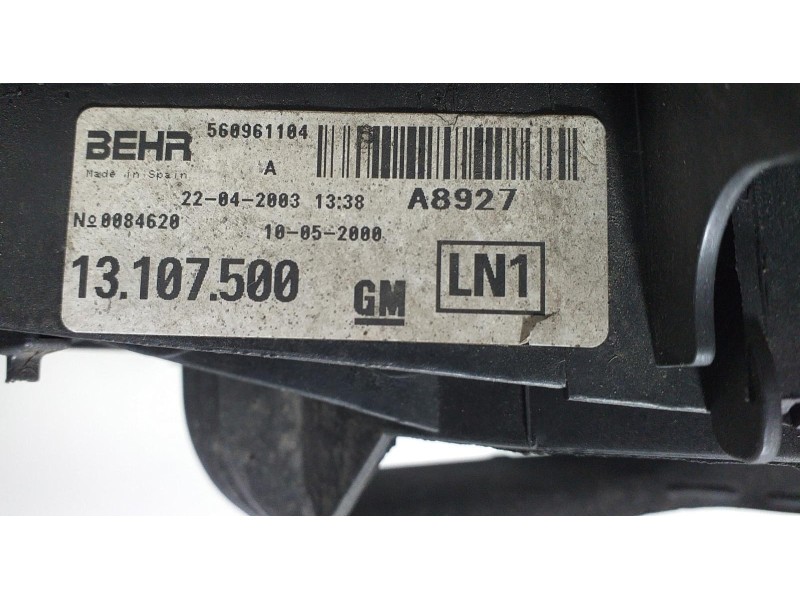 BEHR 560961104
Made in Spain A
22-04-2003 13:38 A8927
№0084620 10-05-2000
13.107.500 GM LN1